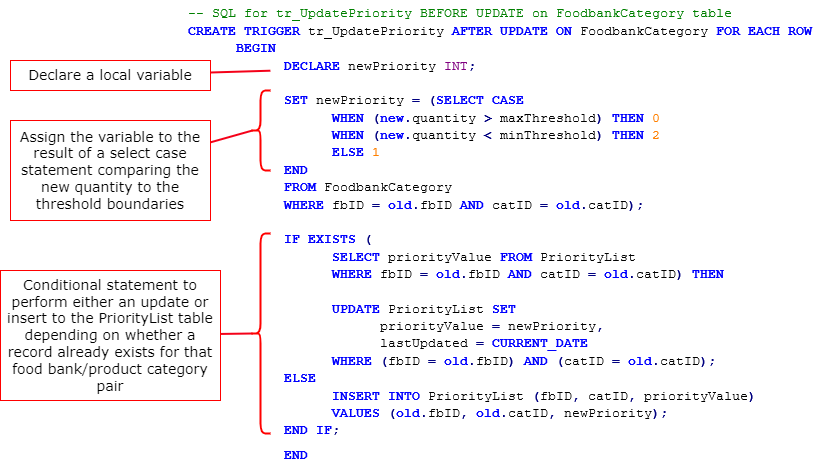 -- SQL for tr_UpdatePriority BEFORE UPDATE on FoodbankCategory table
CREATE TRIGGER tr_UpdatePriority AFTER UPDATE ON FoodbankCategory FOR EACH ROW
BEGIN
Declare a local variable
DECLARE newPriority INT;
Assign the variable to the
result of a select case
statement comparing the
new quantity to the
threshold boundaries
SET newPriority = (SELECT CASE
WHEN (new.quantity > maxThreshold) THEN 0
WHEN (new.quantity < minThreshold) THEN 2
ELSE 1
END
FROM FoodbankCategory
WHERE fbID = old.fbID AND catID = old.catID);
Conditional statement to
perform either an update or
insert to the PriorityList table
depending on whether a
record already exists for that
food bank/product category
pair
IF EXISTS (
SELECT priorityValue FROM PriorityList
WHERE fbID = old.fbID AND catID = old.catID) THEN
UPDATE PriorityList SET
priorityValue = newPriority,
lastUpdated = CURRENT_DATE
WHERE (fbID = old.fbID) AND (catID = old.catID);
ELSE
INSERT INTO PriorityList (fbID, catID, priorityValue)
VALUES (old.fbID, old.catID, newPriority);
END IF;
END